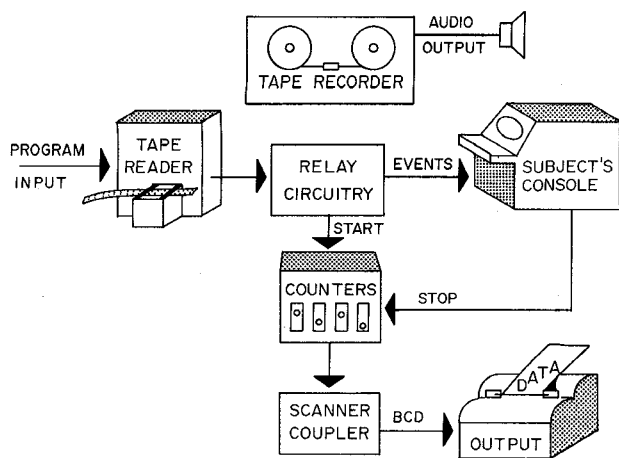 AUDIO
OUTPUT
TAPE RECORDER
PROGRAM
INPUT
TAPE
READER
RELAY
CIRCUITRY
EVENTS
SUBJECT'S
CONSOLE
START
COUNTERS
STOP
SCANNER
COUPLER
BCD
DATA
OUTPUT